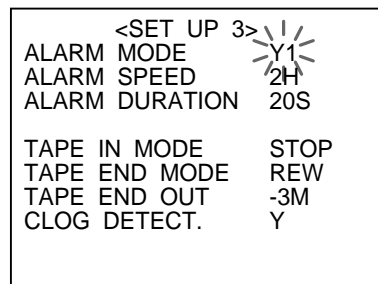 <SET UP 3>
ALARM MODE Y1
ALARM SPEED 2H
ALARM DURATION 20S
TAPE IN MODE STOP
TAPE END MODE REW
TAPE END OUT -3M
CLOG DETECT. Y